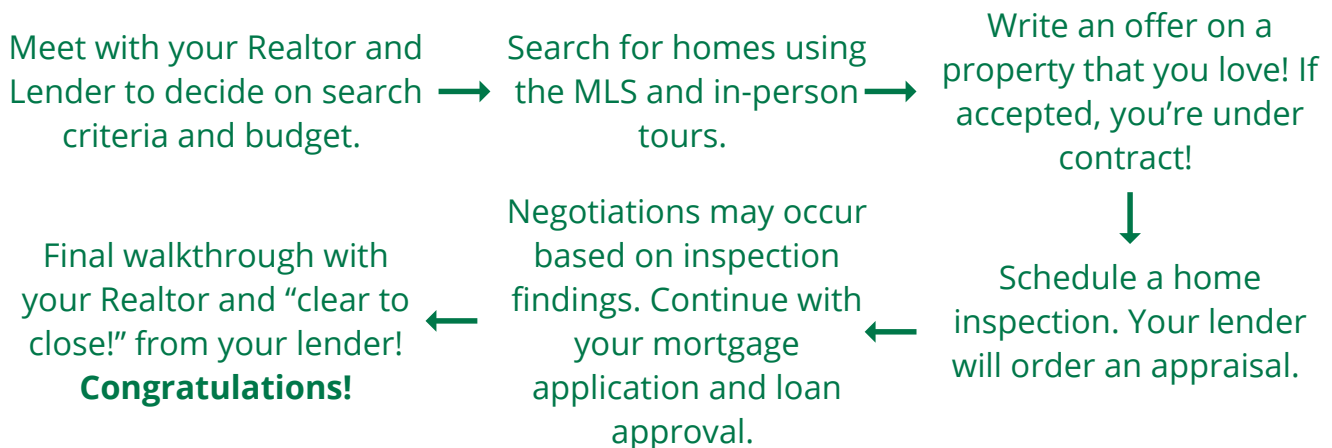 Meet with your Realtor and
Lender to decide on search
criteria and budget.
Search for homes using
the MLS and in-person
tours.
Write an offer on a
property that you love! If
accepted, you’re under
contract!
Schedule a home
inspection. Your lender
will order an appraisal.
Negotiations may occur
based on inspection
findings. Continue with
your mortgage
application and loan
approval.
Final walkthrough with
your Realtor and “clear to
close!” from your lender!
Congratulations!